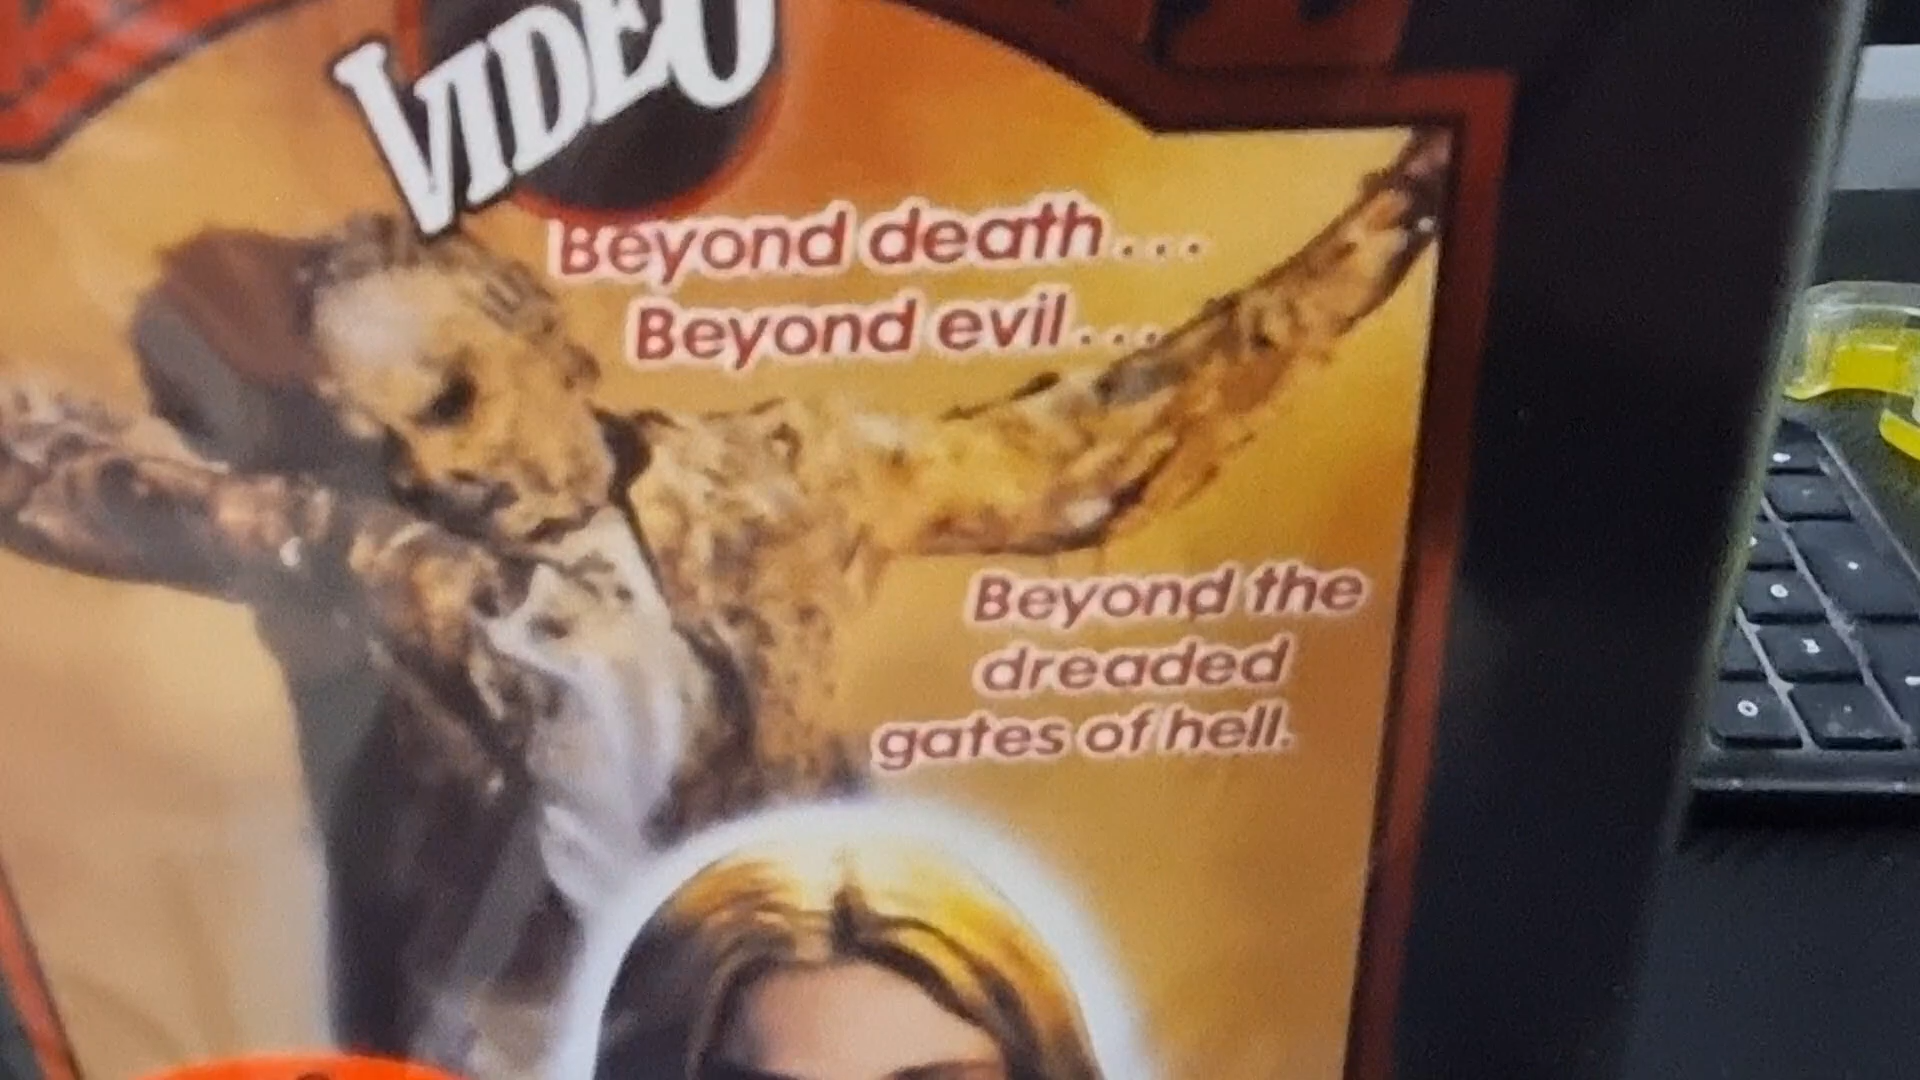 VIDEO
Beyond death...
Beyond evil...
Beyond the
dreaded
gates of hell.